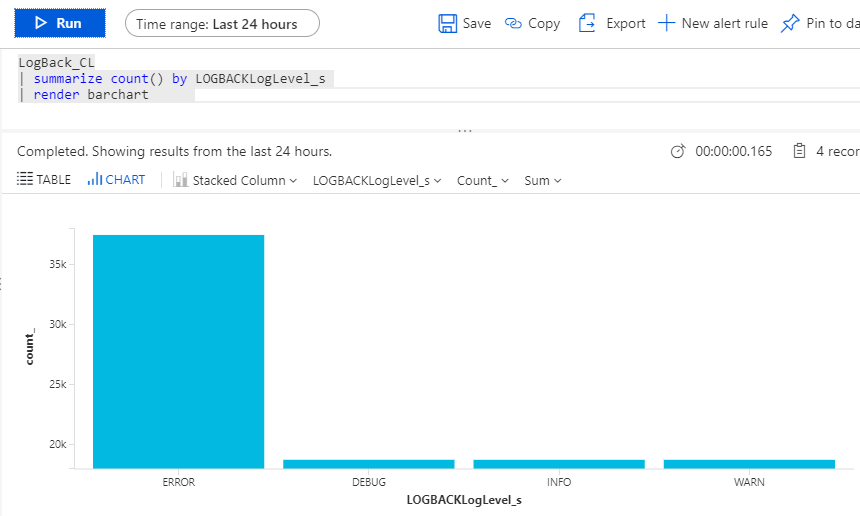 Run Time range: Last 24 hours Save Copy Export New alert rule Pin to da
LogBack_CL
| summarize count() by LOGBACKLogLevel_s
| render barchart
...
Completed. Showing results from the last 24 hours. 00:00:00.165 4 recor
TABLE CHART Stacked Column LOGBACKLogLevel_s Count_ Sum
35k
30k
25k
20k
count_
ERROR DEBUG INFO WARN
LOGBACKLogLevel_s